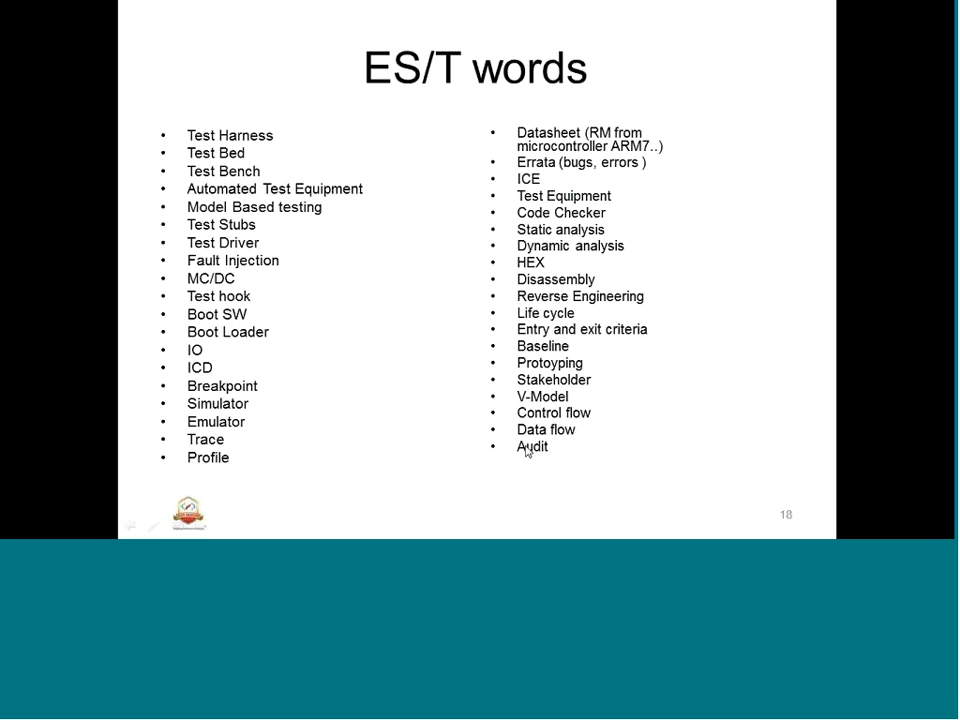 ES/T words
• Test Harness
• Test Bed
• Test Bench
• Automated Test Equipment
• Model Based testing
• Test Stubs
• Test Driver
• Fault Injection
• MC/DC
• Test hook
• Boot SW
• Boot Loader
• IO
• ICD
• Breakpoint
• Simulator
• Emulator
• Trace
• Profile
• Datasheet (RM from
microcontroller ARM7..)
• Errata (bugs, errors )
• ICE
• Test Equipment
• Code Checker
• Static analysis
• Dynamic analysis
• HEX
• Disassembly
• Reverse Engineering
• Life cycle
• Entry and exit criteria
• Baseline
• Protoyping
• Stakeholder
• V-Model
• Control flow
• Data flow
• Audit
18